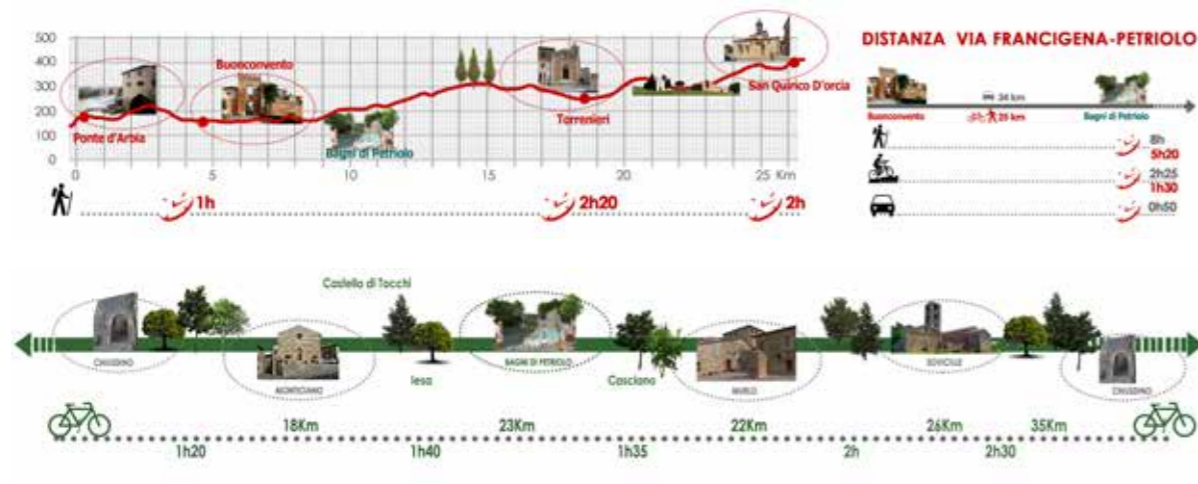 500
400
300
200
100
0
Buonconvento
Ponte d'Arbia
Bagni di Petriolo
Torrenieri
San Quirico D'orcia
0 5 10 15 20 25 Km
1h 2h20 2h
DISTANZA VIA FRANCIGENA-PETRIOLO
34 km
Buonconvento 25 km Bagni di Petriolo
8h
5h20
2h25
1h30
0h50
Castello di Tocchi
CHIUSDINO
MONTICIANO
Iesa
BAGNI DI PETRIOLO
Casciano
MURLO
SOVICILLE
CHIUSDINO
18Km 23Km 22Km 26Km 35Km
1h20 1h40 1h35 2h 2h30